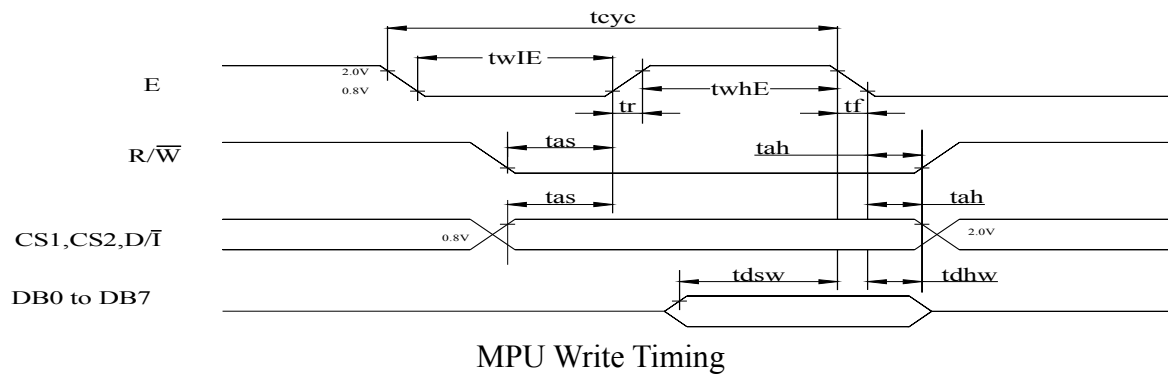 tcyc
twIE
2.0V
E
0.8V
twhE
tr
tf
R/W̅
tas
tah
tas
tah
CS1,CS2,D/I̅
0.8V
2.0V
tdsw
tdhw
DB0 to DB7
MPU Write Timing